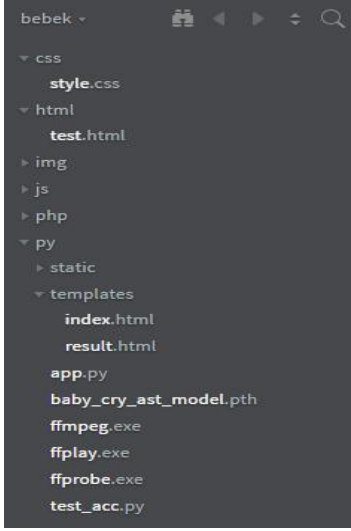 bebek
css
style.css
html
test.html
img
js
php
py
static
templates
index.html
result.html
app.py
baby_cry_ast_model.pth
ffmpeg.exe
ffplay.exe
ffprobe.exe
test_acc.py